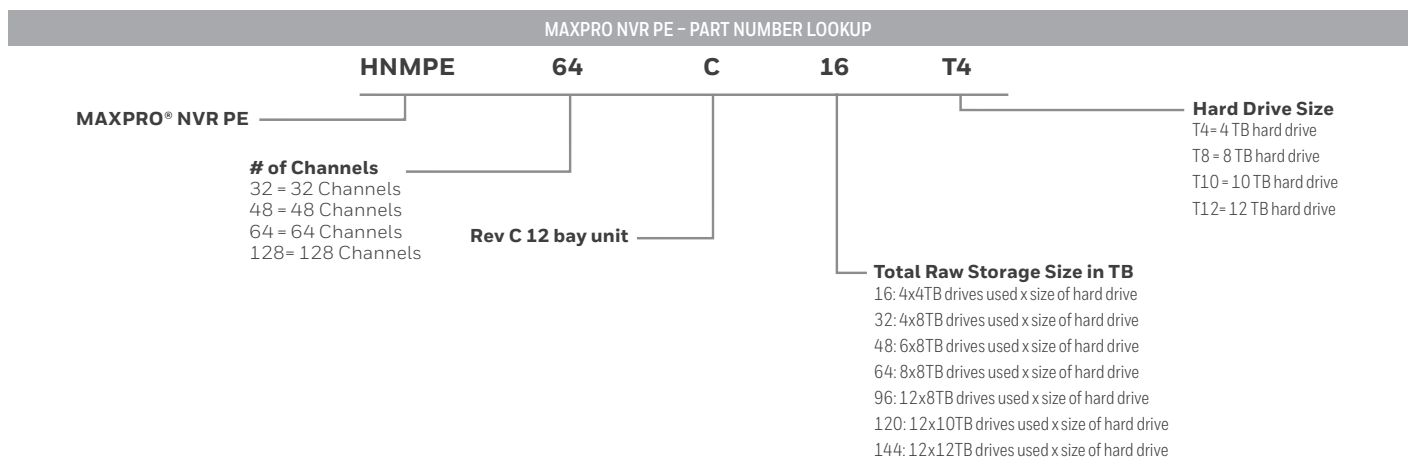 MAXPRO NVR PE – PART NUMBER LOOKUP
HNMPE 64 C 16 T4
MAXPRO® NVR PE
# of Channels
32 = 32 Channels
48 = 48 Channels
64 = 64 Channels
128= 128 Channels
Rev C 12 bay unit
Total Raw Storage Size in TB
16: 4x4TB drives used x size of hard drive
32: 4x8TB drives used x size of hard drive
48: 6x8TB drives used x size of hard drive
64: 8x8TB drives used x size of hard drive
96: 12x8TB drives used x size of hard drive
120: 12x10TB drives used x size of hard drive
144: 12x12TB drives used x size of hard drive
Hard Drive Size
T4= 4 TB hard drive
T8 = 8 TB hard drive
T10 = 10 TB hard drive
T12= 12 TB hard drive